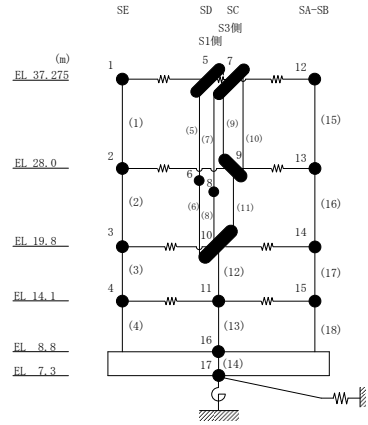 SE SD SC SA-SB
S3側
S1側
(m)
EL 37.275 1 5 7 12
(1) (5) (7) (9) (10) (15)
EL 28.0 2 9 13
6 8
(2) (6) (8) (11) (16)
EL 19.8 3 10 14
(3) (12) (17)
EL 14.1 4 11 15
(4) (13) (18)
EL 8.8 16
EL 7.3 17 (14)